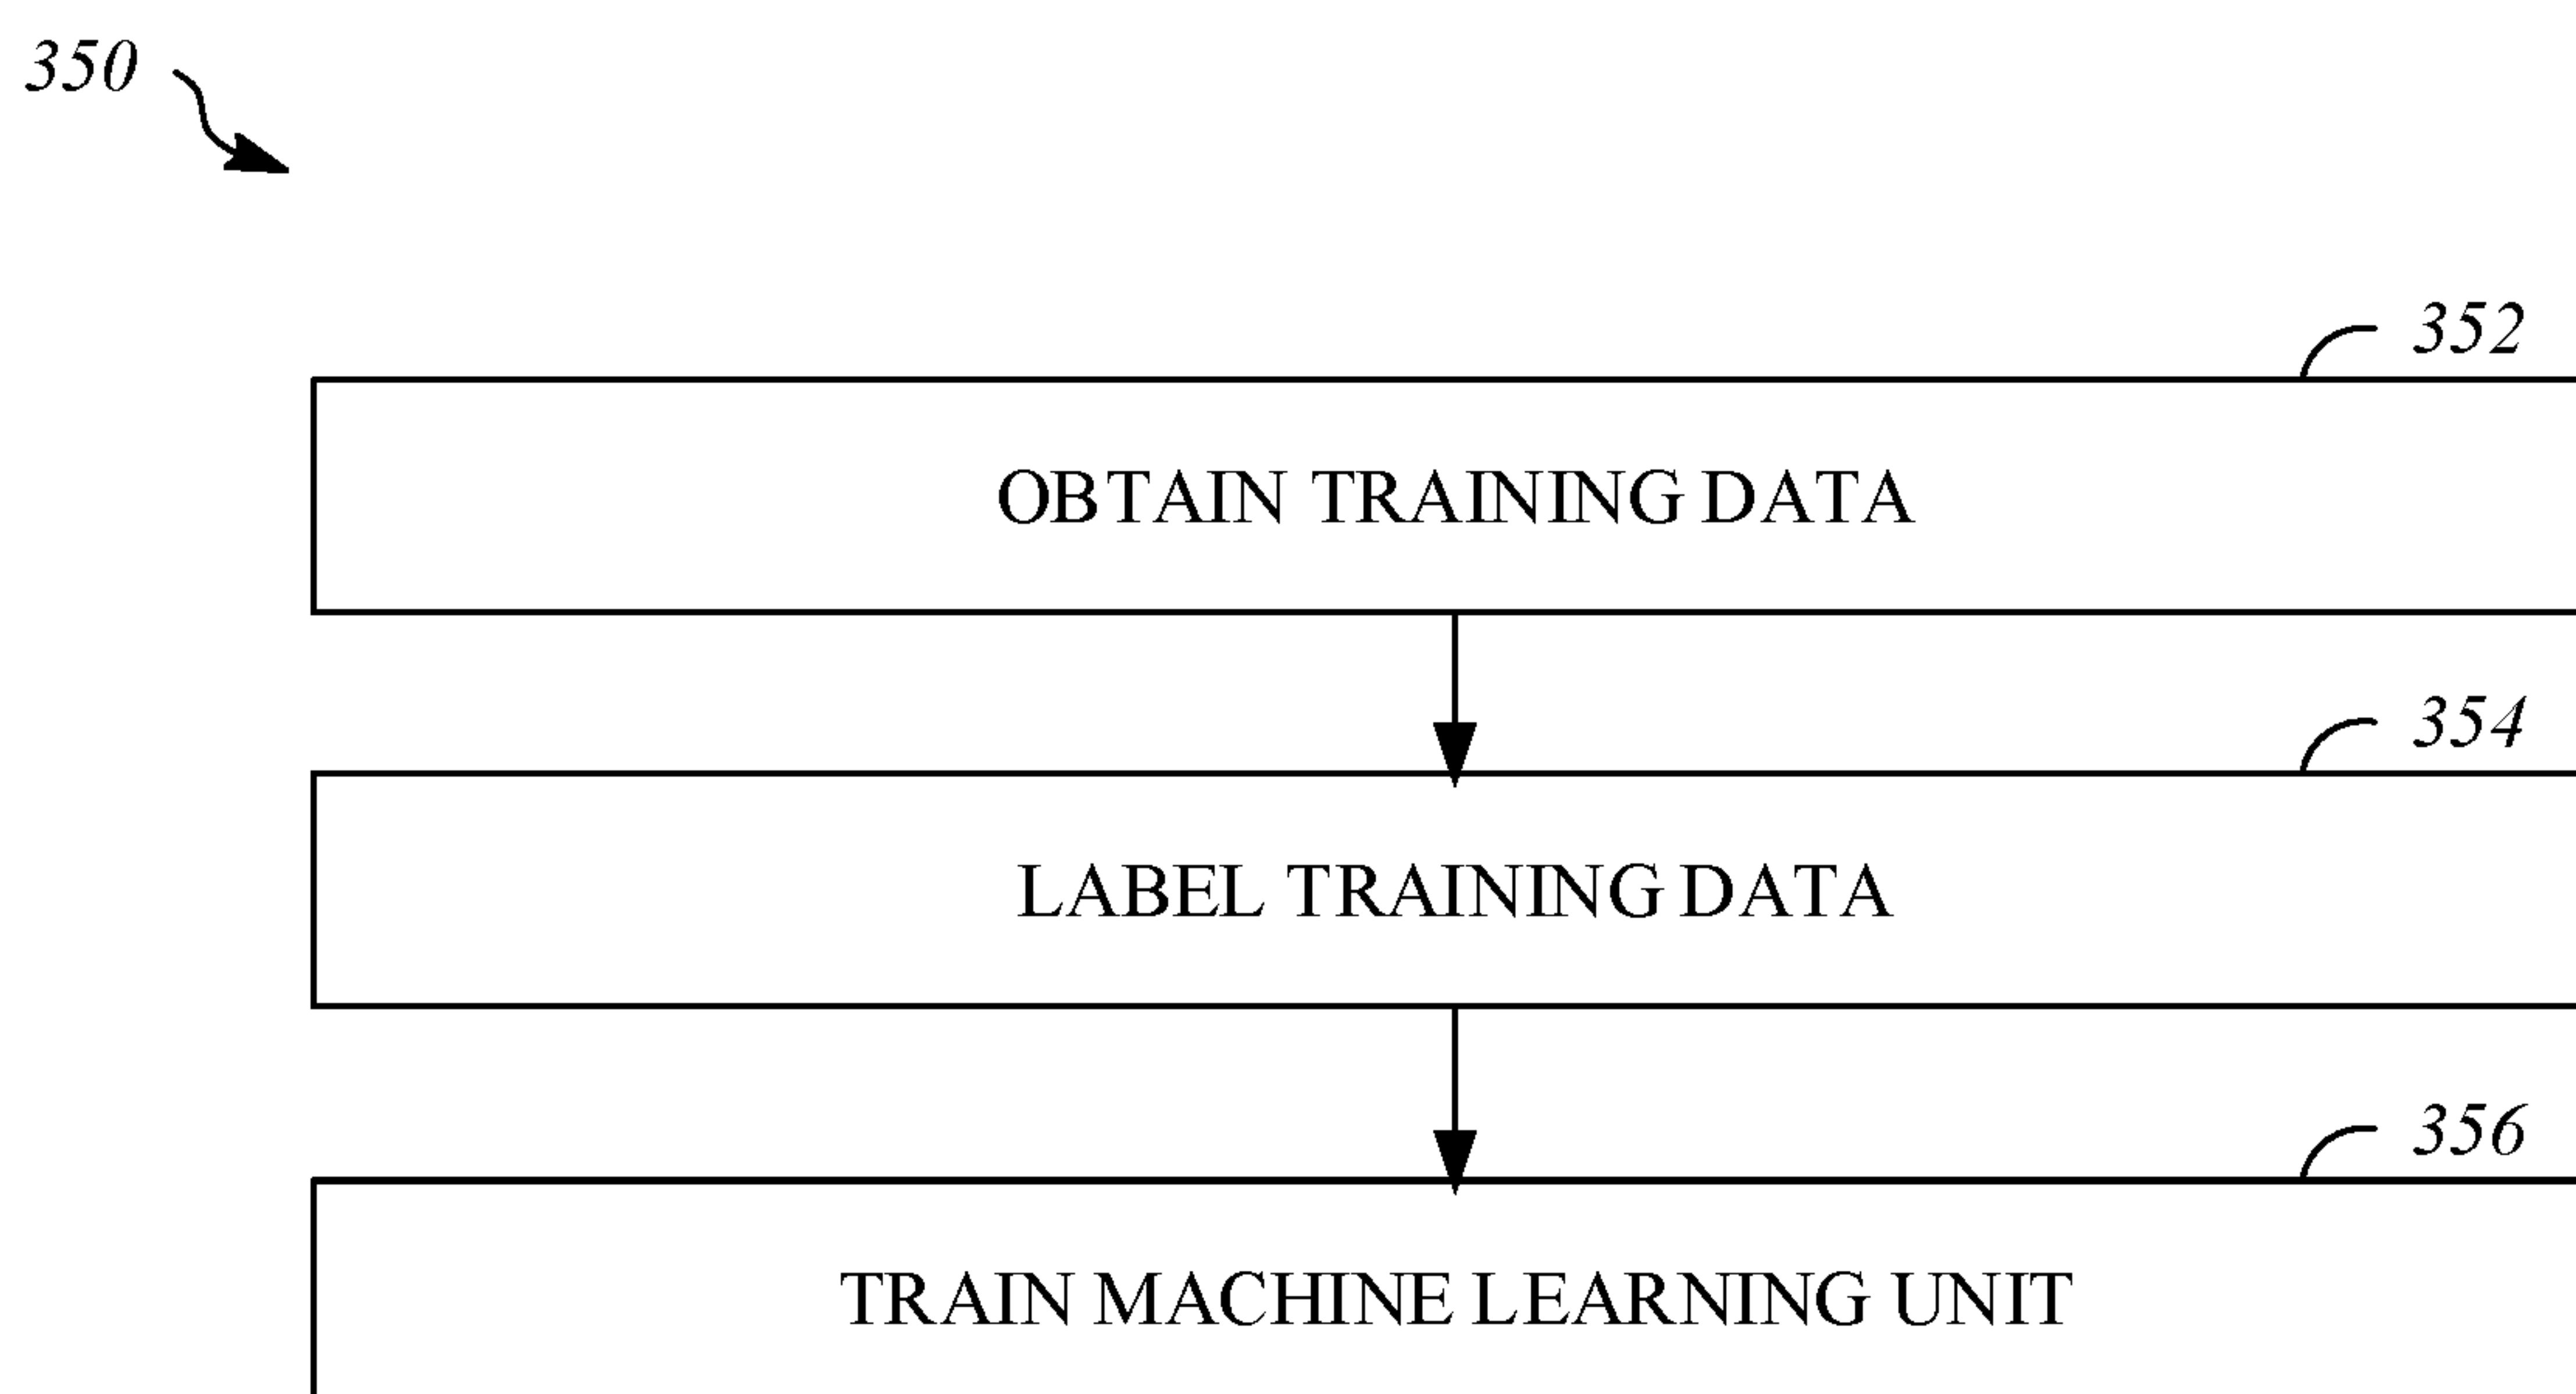 350
352
OBTAIN TRAINING DATA
354
LABEL TRAINING DATA
356
TRAIN MACHINE LEARNING UNIT